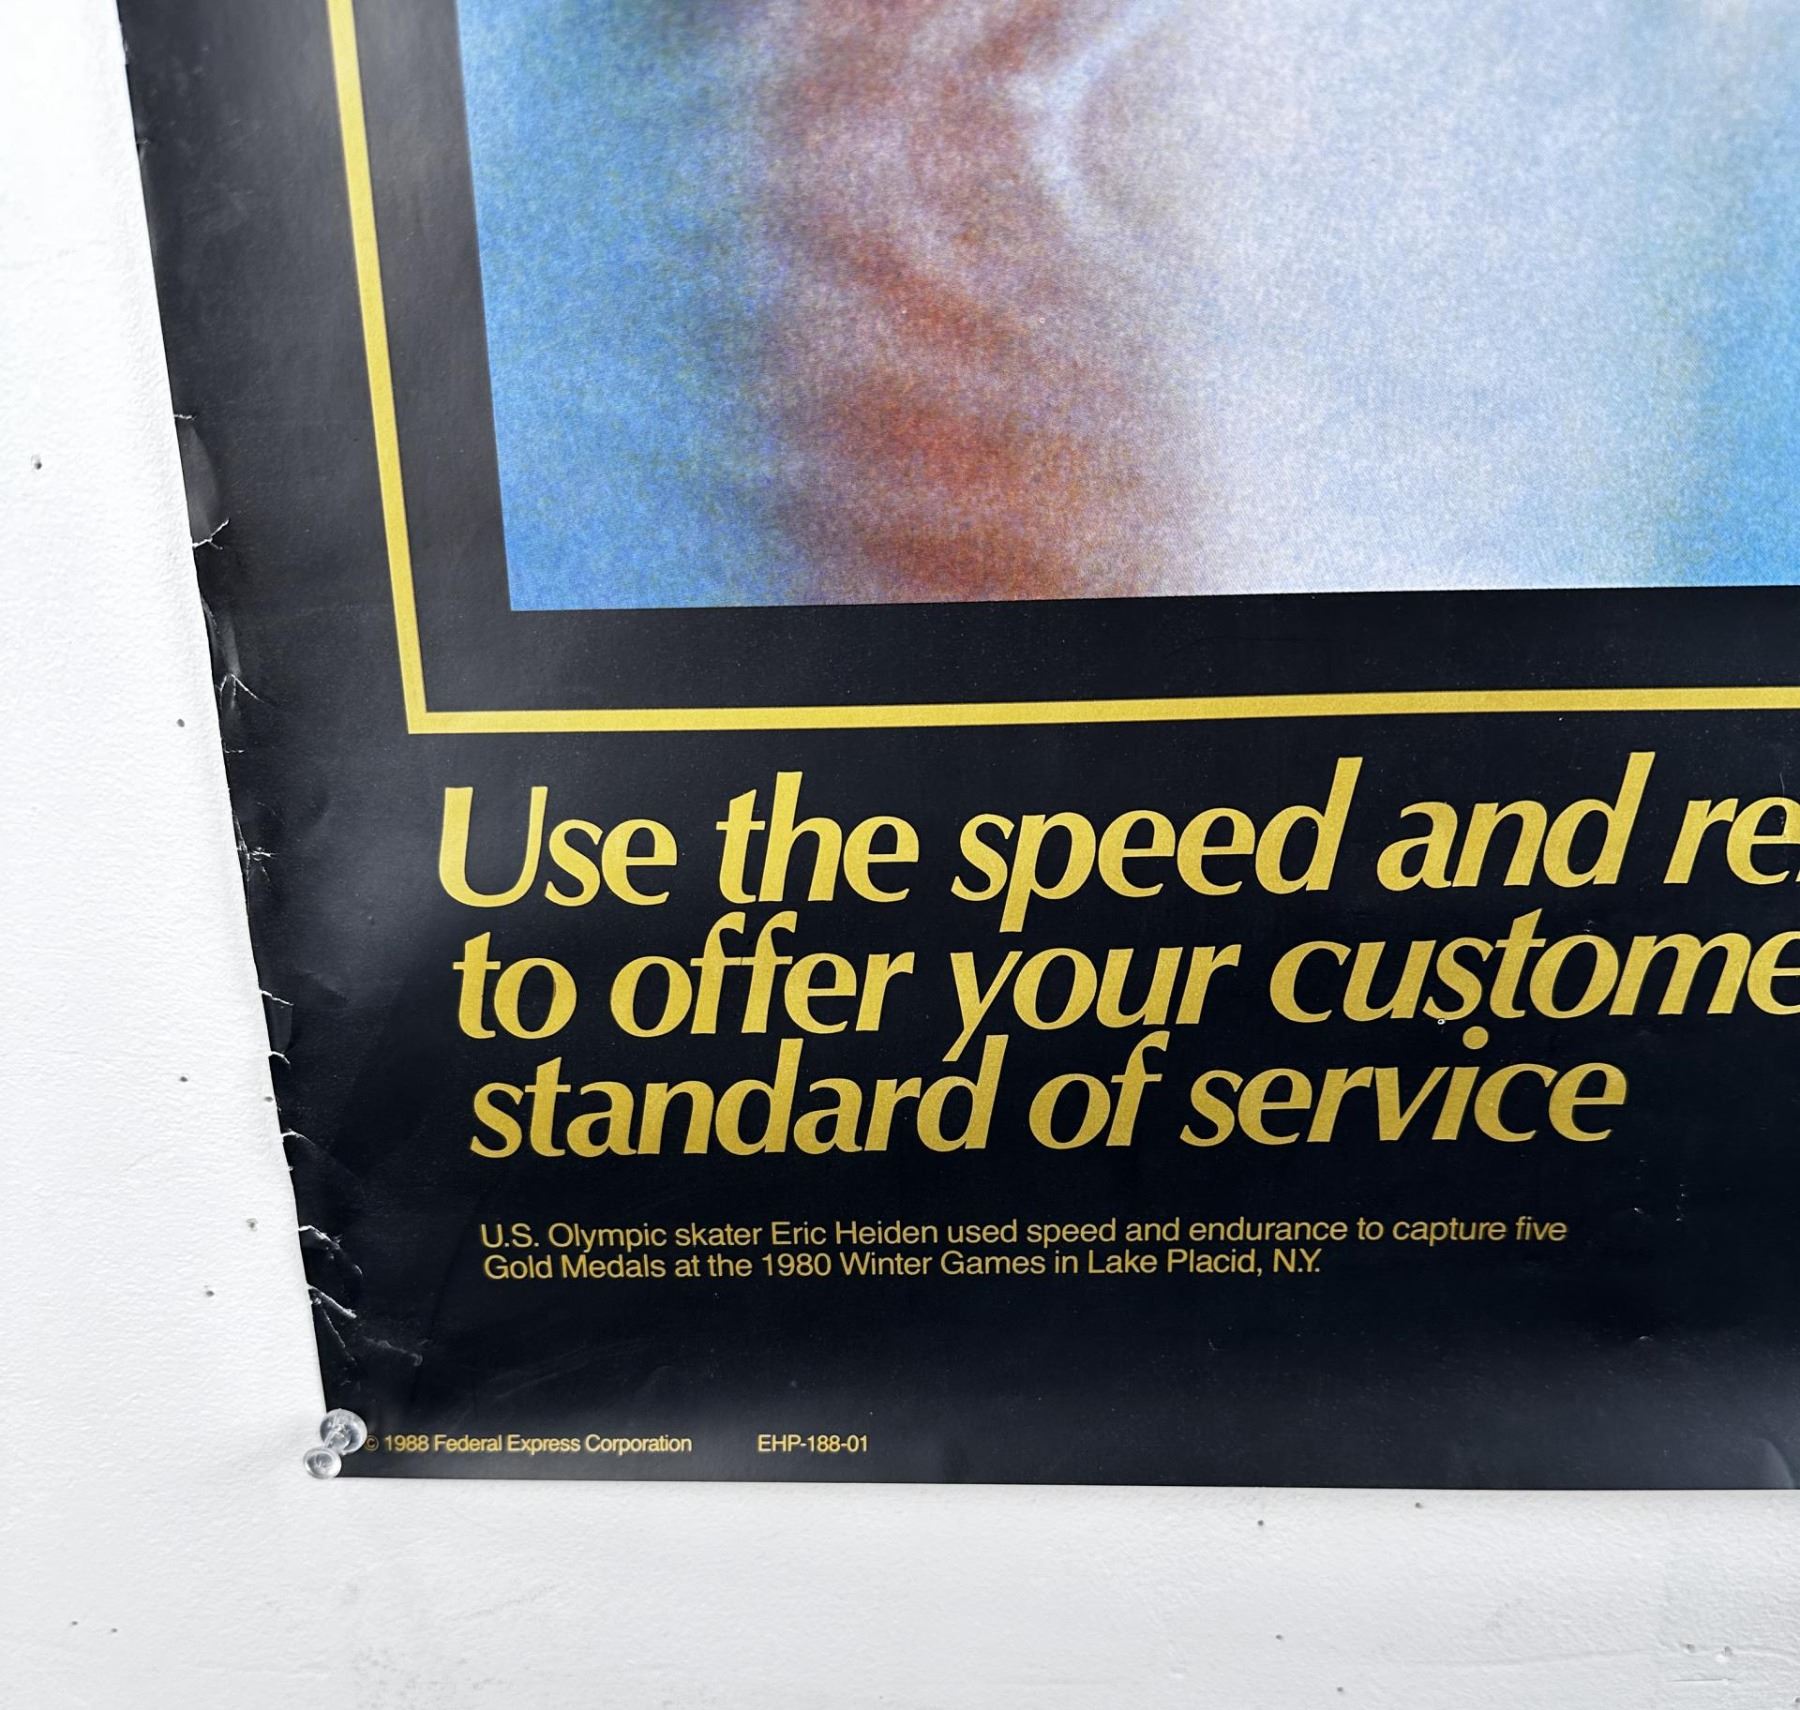 Use the speed and re
to offer your custome
standard of service
U.S. Olympic skater Eric Heiden used speed and endurance to capture five
Gold Medals at the 1980 Winter Games in Lake Placid, N.Y.
© 1988 Federal Express Corporation EHP-188-01